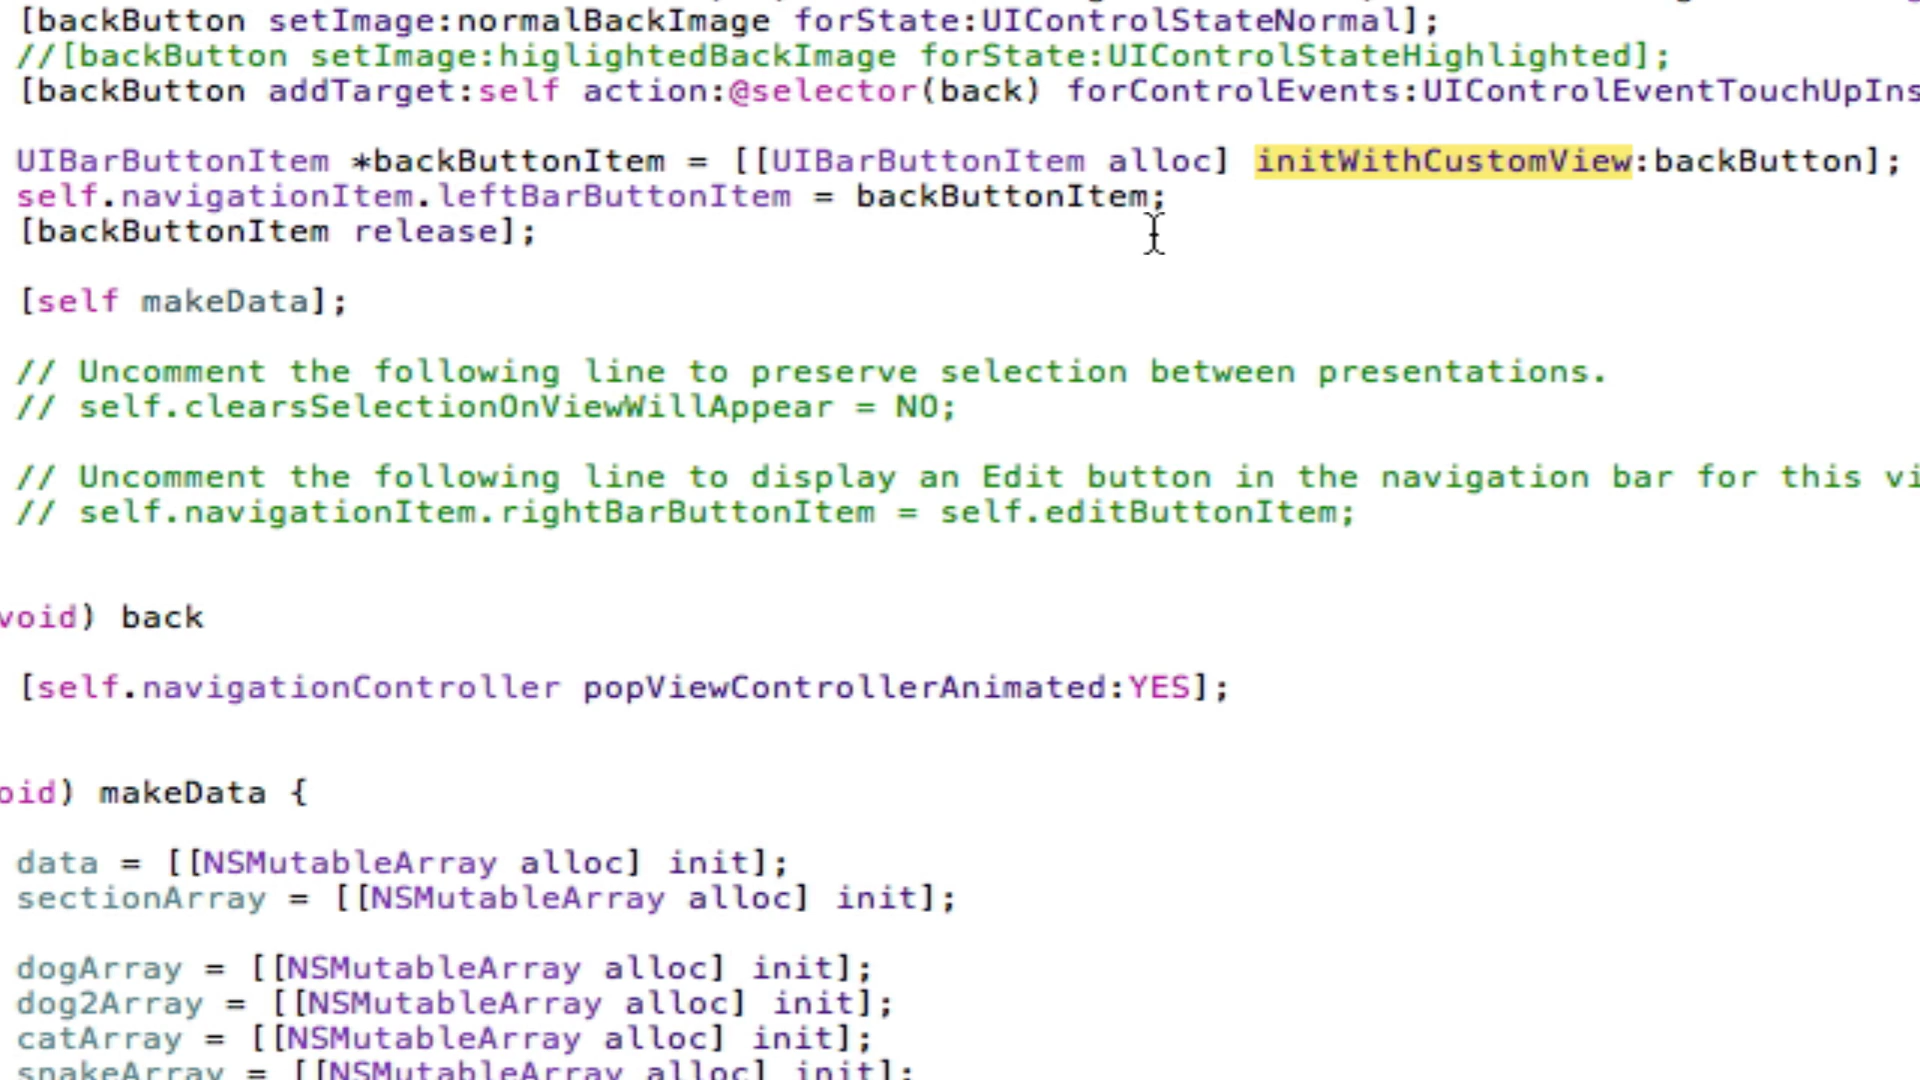 [backButton setImage:normalBackImage forState:UIControlStateNormal];
//[backButton setImage:higlightedBackImage forState:UIControlStateHighlighted];
[backButton addTarget:self action:@selector(back) forControlEvents:UIControlEventTouchUpIns
UIBarButtonItem *backButtonItem = [[UIBarButtonItem alloc] initWithCustomView:backButton];
self.navigationItem.leftBarButtonItem = backButtonItem;
[backButtonItem release];
[self makeData];
// Uncomment the following line to preserve selection between presentations.
// self.clearsSelectionOnViewWillAppear = NO;
// Uncomment the following line to display an Edit button in the navigation bar for this vi
// self.navigationItem.rightBarButtonItem = self.editButtonItem;
void) back
[self.navigationController popViewControllerAnimated:YES];
oid) makeData {
data = [[NSMutableArray alloc] init];
sectionArray = [[NSMutableArray alloc] init];
dogArray = [[NSMutableArray alloc] init];
dog2Array = [[NSMutableArray alloc] init];
catArray = [[NSMutableArray alloc] init];
snakeArray = [[NSMutableArray alloc] init];